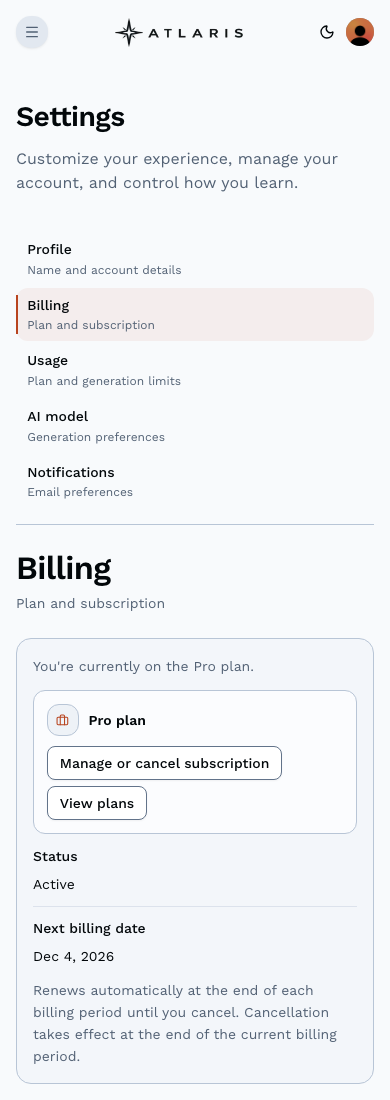 ATLARIS
Settings
Customize your experience, manage your
account, and control how you learn.
Profile
Name and account details
Billing
Plan and subscription
Usage
Plan and generation limits
AI model
Generation preferences
Notifications
Email preferences
Billing
Plan and subscription
You're currently on the Pro plan.
Pro plan
Manage or cancel subscription
View plans
Status
Active
Next billing date
Dec 4, 2026
Renews automatically at the end of each
billing period until you cancel. Cancellation
takes effect at the end of the current billing
period.